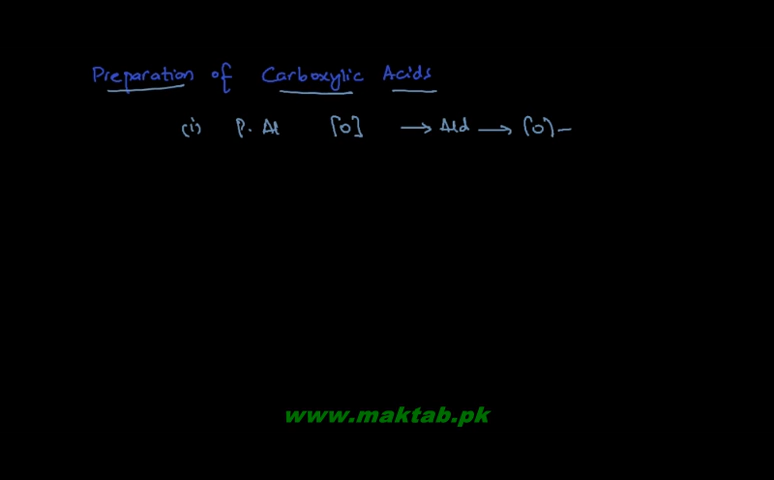 Preparation of Carboxylic Acids
(i) P. Al [O] → Ald → [O] –
www.maktab.pk